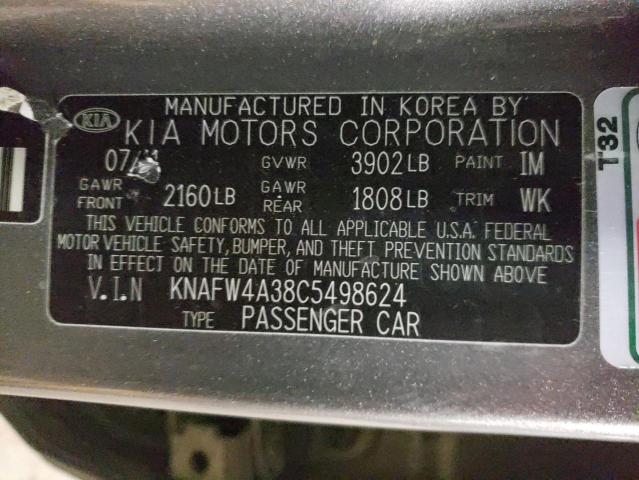 MANUFACTURED IN KOREA BY
KIA KIA MOTORS CORPORATION
07/ GVWR 3902LB PAINT IM
GAWR FRONT 2160LB GAWR REAR 1808LB TRIM WK
THIS VEHICLE CONFORMS TO ALL APPLICABLE U.S.A. FEDERAL
MOTOR VEHICLE SAFETY, BUMPER, AND THEFT PREVENTION STANDARDS
IN EFFECT ON THE DATE OF MANUFACTURE SHOWN ABOVE
V.I.N KNAFW4A38C5498624
TYPE PASSENGER CAR
T32